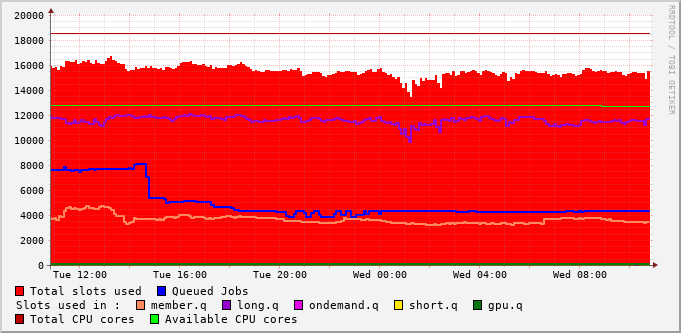 20000
18000
16000
14000
12000
10000
8000
6000
4000
2000
0
Tue 12:00 Tue 16:00 Tue 20:00 Wed 00:00 Wed 04:00 Wed 08:00
RRDTOOL / TOBI OETIKER
Total slots used Queued Jobs
Slots used in : member.q long.q ondemand.q short.q gpu.q
Total CPU cores Available CPU cores